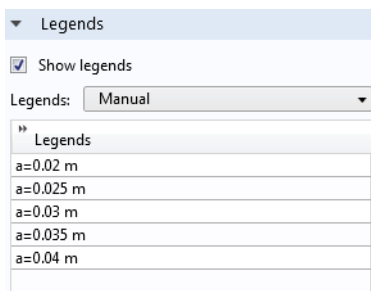 Legends
Show legends
Legends: Manual
Legends
a=0.02 m
a=0.025 m
a=0.03 m
a=0.035 m
a=0.04 m